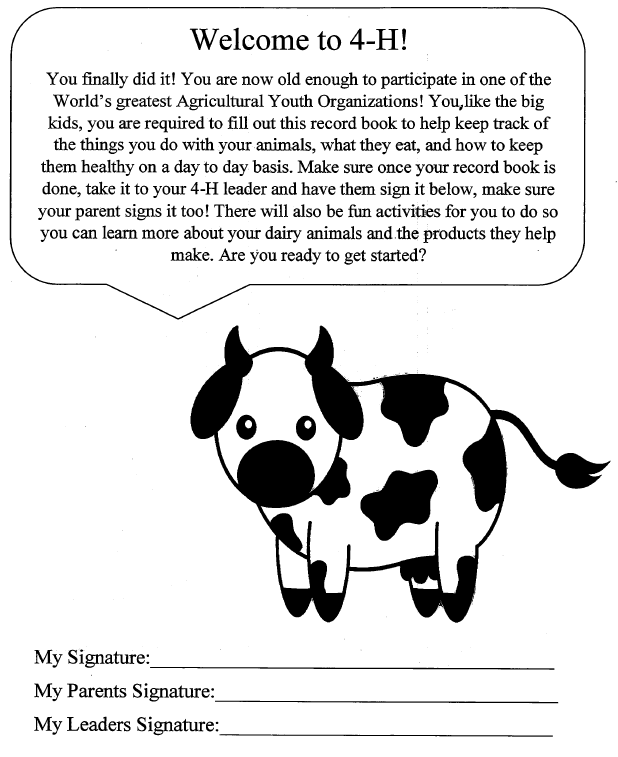 Welcome to 4-H!
You finally did it! You are now old enough to participate in one of the
World's greatest Agricultural Youth Organizations! You,like the big
kids, you are required to fill out this record book to help keep track of
the things you do with your animals, what they eat, and how to keep
them healthy on a day to day basis. Make sure once your record book is
done, take it to your 4-H leader and have them sign it below, make sure
your parent signs it too! There will also be fun activities for you to do so
you can learn more about your dairy animals and the products they help
make. Are you ready to get started?
My Signature:
My Parents Signature:
My Leaders Signature: